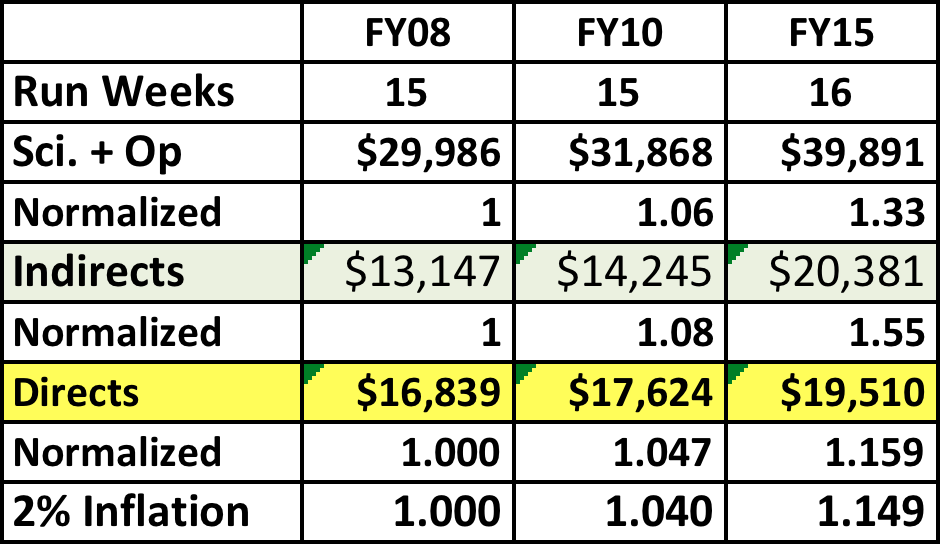 FY08 FY10 FY15
Run Weeks 15 15 16
Sci. + Op $29,986 $31,868 $39,891
Normalized 1 1.06 1.33
Indirects $13,147 $14,245 $20,381
Normalized 1 1.08 1.55
Directs $16,839 $17,624 $19,510
Normalized 1.000 1.047 1.159
2% Inflation 1.000 1.040 1.149